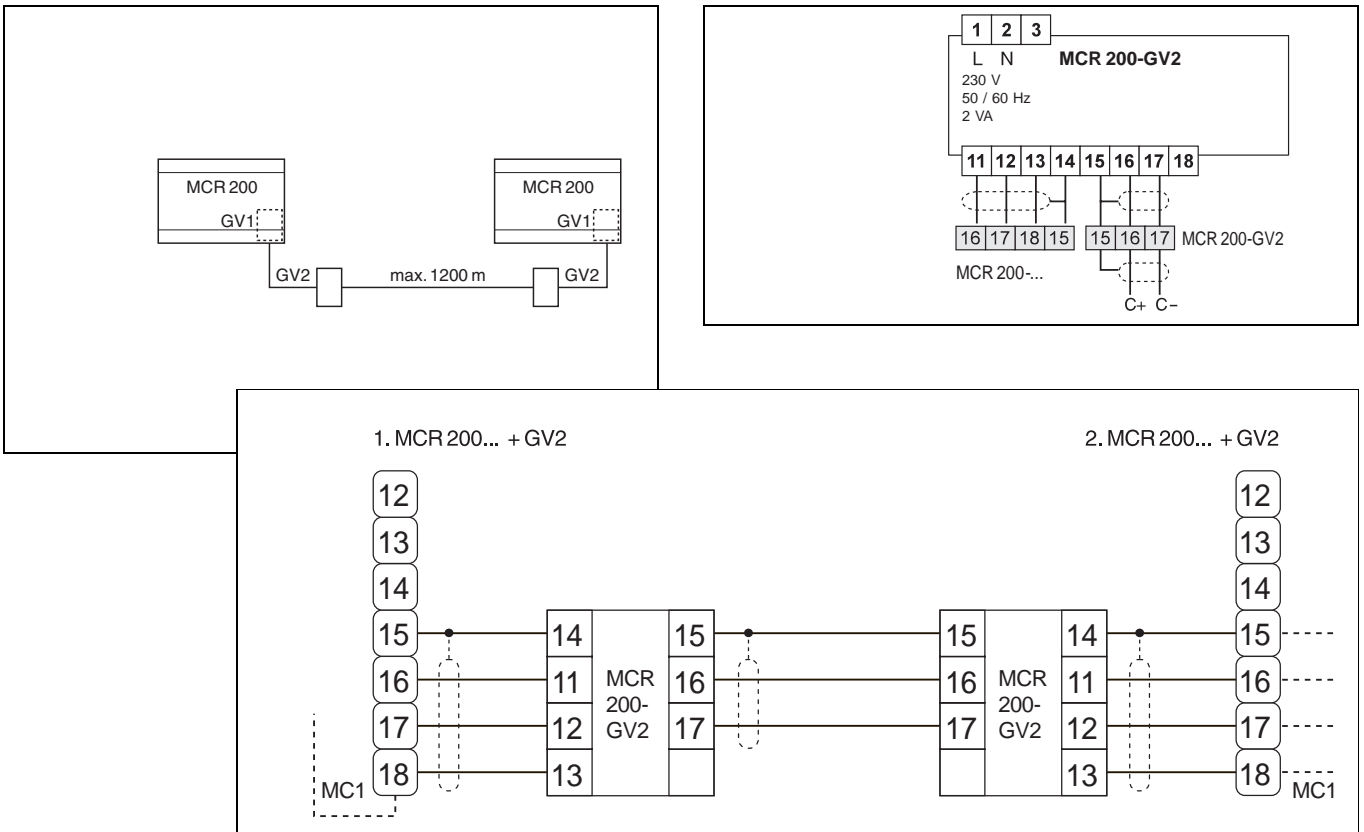 MCR 200 MCR 200
GV1 GV1
GV2 max. 1200 m GV2
1 2 3
L N MCR 200-GV2
230 V
50 / 60 Hz
2 VA
11 12 13 14 15 16 17 18
16 17 18 15 15 16 17 MCR 200-GV2
MCR 200-...
C+ C–
1. MCR 200... + GV2 2. MCR 200... + GV2
12 12
13 13
14 14
15 14 15 15 14 15
16 11 MCR 16 16 MCR 11 16
200- 200-
17 12 GV2 17 17 GV2 12 17
18 13 13 18
MC1 MC1